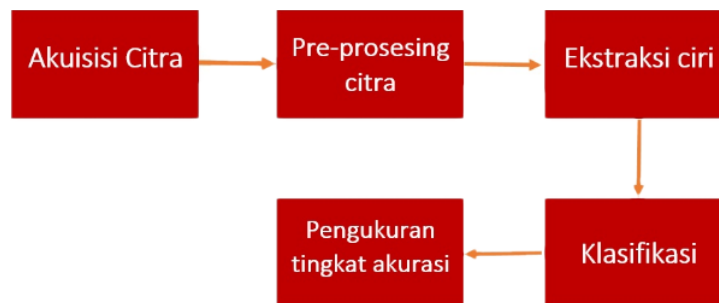 Akuisisi Citra
Pre-prosesing
citra
Ekstraksi ciri
Pengukuran
tingkat akurasi
Klasifikasi